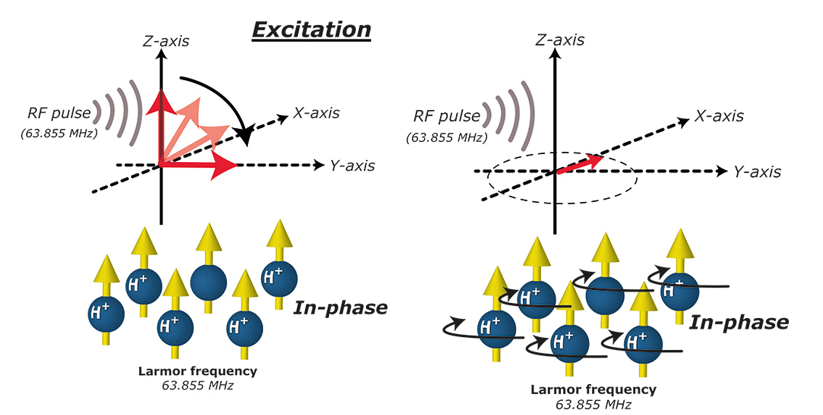 Excitation
Z-axis
RF pulse
(63.855 MHz)
X-axis
Y-axis
H+
H+
H+
H+
H+
In-phase
Larmor frequency
63.855 MHz
Z-axis
RF pulse
(63.855 MHz)
X-axis
Y-axis
H+
H+
H+
H+
H+
In-phase
Larmor frequency
63.855 MHz